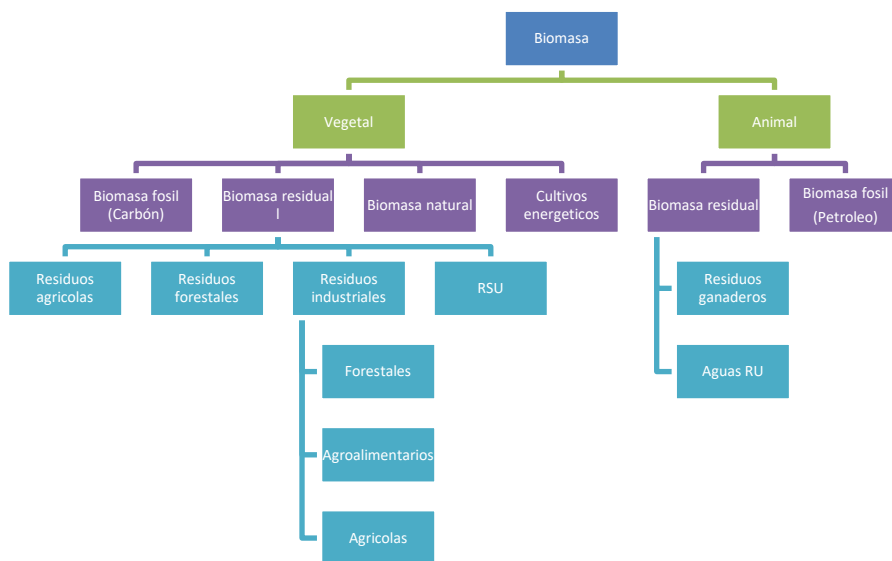 Biomasa
Vegetal
Animal
Biomasa fosil
(Carbón)
Biomasa residual
I
Biomasa natural
Cultivos
energeticos
Biomasa residual
Biomasa fosil
(Petroleo)
Residuos
agricolas
Residuos
forestales
Residuos
industriales
RSU
Residuos
ganaderos
Forestales
Aguas RU
Agroalimentarios
Agricolas